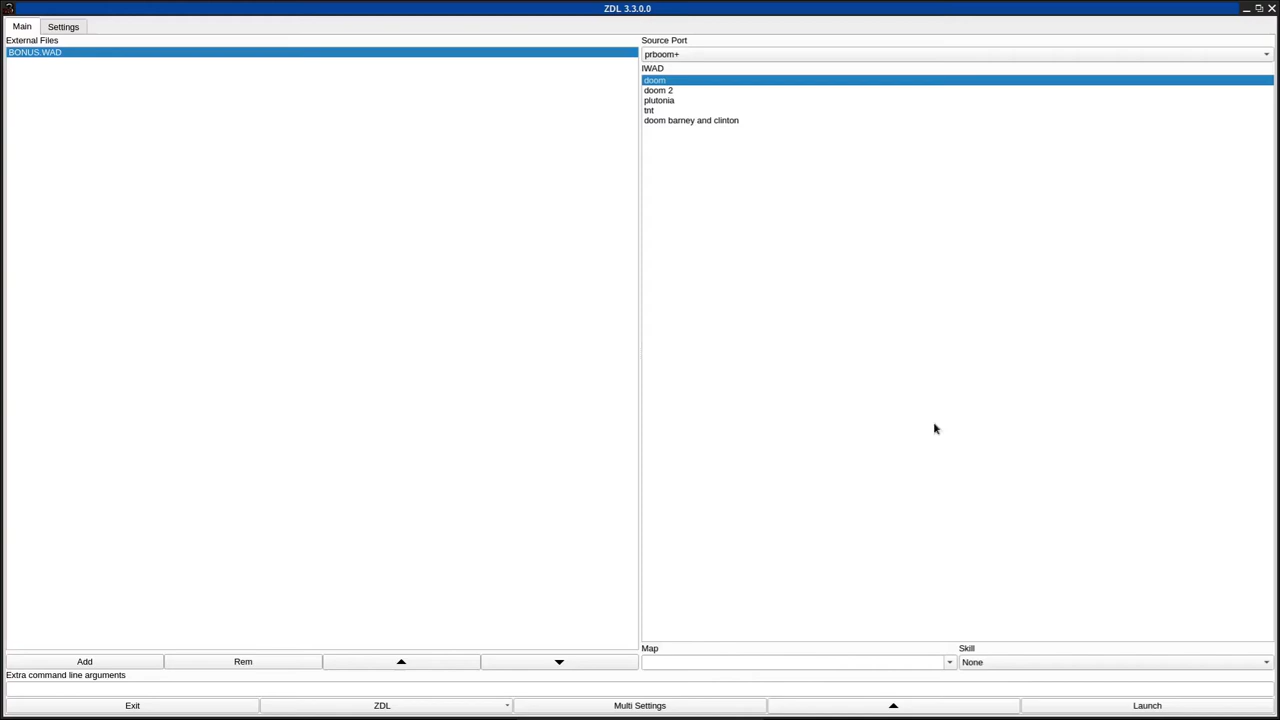 ZDL 3.3.0.0
Main Settings
External Files
BONUS.WAD
Source Port
prboom+
IWAD
doom
doom 2
plutonia
tnt
doom barney and clinton
Add Rem
Map Skill
None
Extra command line arguments
Exit ZDL Multi Settings Launch